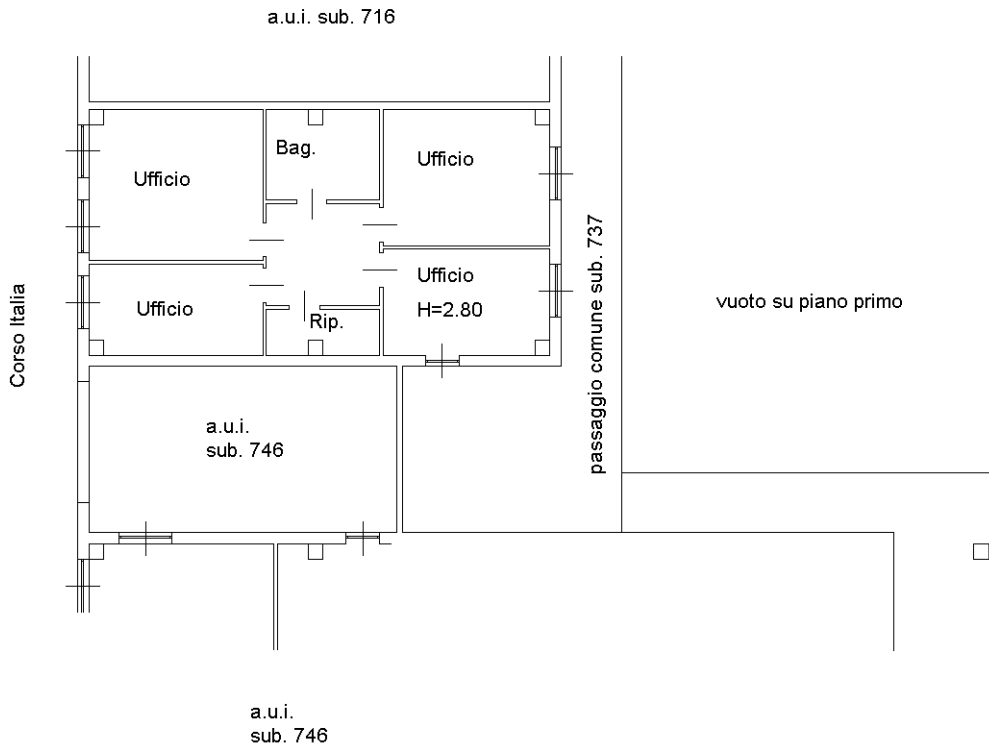 a.u.i. sub. 716
Bag.
Ufficio
Ufficio
Ufficio
H=2.80
Ufficio
Rip.
Corso Italia
passaggio comune sub. 737
vuoto su piano primo
a.u.i.
sub. 746
a.u.i.
sub. 746